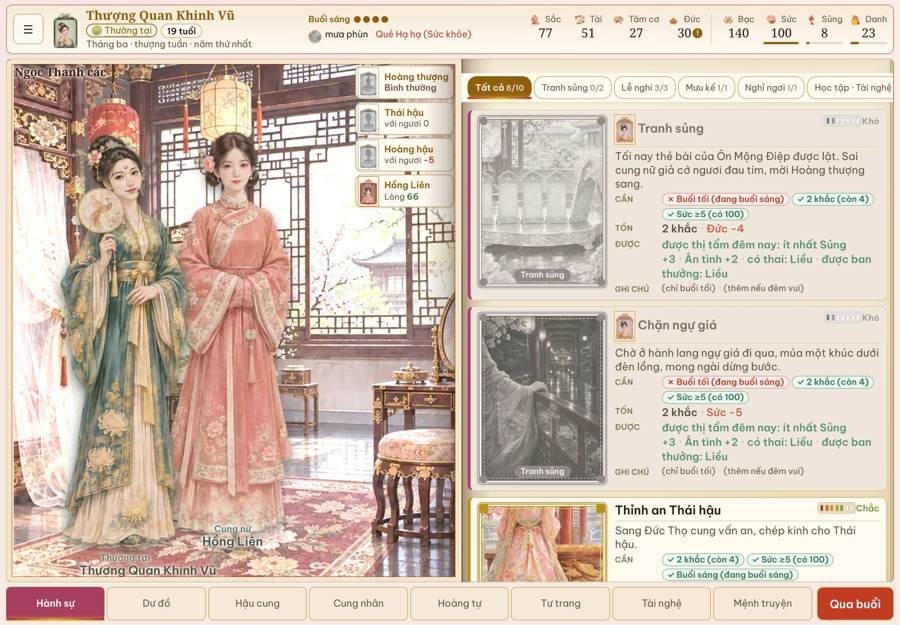 Thượng Quan Khinh Vũ
Thường tại
19 tuổi
Tháng ba · thượng tuần · năm thứ nhất
Buổi sáng
mưa phùn
Quẻ Hạ hạ (Sức khỏe)
Sắc
77
Tài
51
Tâm cơ
27
Đức
30
Bạc
140
Sức
100
Sủng
8
Danh
23
Ngọc Thanh các
Hoàng thượng
Bình thường
Thái hậu
với ngươi 0
Hoàng hậu
với ngươi -5
Hồng Liên
Lòng 66
Cung nữ
Hồng Liên
Thường tại
Thượng Quan Khinh Vũ
Tất cả 8/10
Tranh sủng 0/2
Lễ nghi 3/3
Mưu kế 1/1
Nghỉ ngơi 1/1
Học tập · Tài nghệ
Tranh sủng
Tranh sủng
Khó
Tối nay thẻ bài của Ôn Mộng Điệp được lật. Sai
cung nữ giả cớ ngươi đau tim, mời Hoàng thượng
sang.
CẦN
× Buổi tối (đang buổi sáng)
✓ 2 khắc (còn 4)
✓ Sức ≥5 (có 100)
TỐN
2 khắc · Đức -4
ĐƯỢC
được thị tẩm đêm nay: ít nhất Sủng
+3 · Ân tình +2 · có thai: Liều · được ban
thưởng: Liều
GHI CHÚ
(chỉ buổi tối) · (thêm nếu đêm vui)
Tranh sủng
Chặn ngự giá
Khó
Chờ ở hành lang ngự giá đi qua, múa một khúc dưới
đèn lồng, mong ngài dừng bước.
CẦN
× Buổi tối (đang buổi sáng)
✓ 2 khắc (còn 4)
✓ Sức ≥5 (có 100)
TỐN
2 khắc · Sức -5
ĐƯỢC
được thị tẩm đêm nay: ít nhất Sủng
+3 · Ân tình +2 · có thai: Liều · được ban
thưởng: Liều
GHI CHÚ
(chỉ buổi tối) · (thêm nếu đêm vui)
Thỉnh an Thái hậu
Chắc
Sang Đức Thọ cung vấn an, chép kinh cho Thái
hậu.
CẦN
✓ 2 khắc (còn 4)
✓ Sức ≥5 (có 100)
✓ Buổi sáng (đang buổi sáng)
Hành sự
Dư đồ
Hậu cung
Cung nhân
Hoàng tự
Tư trang
Tài nghệ
Mệnh truyện
Qua buổi